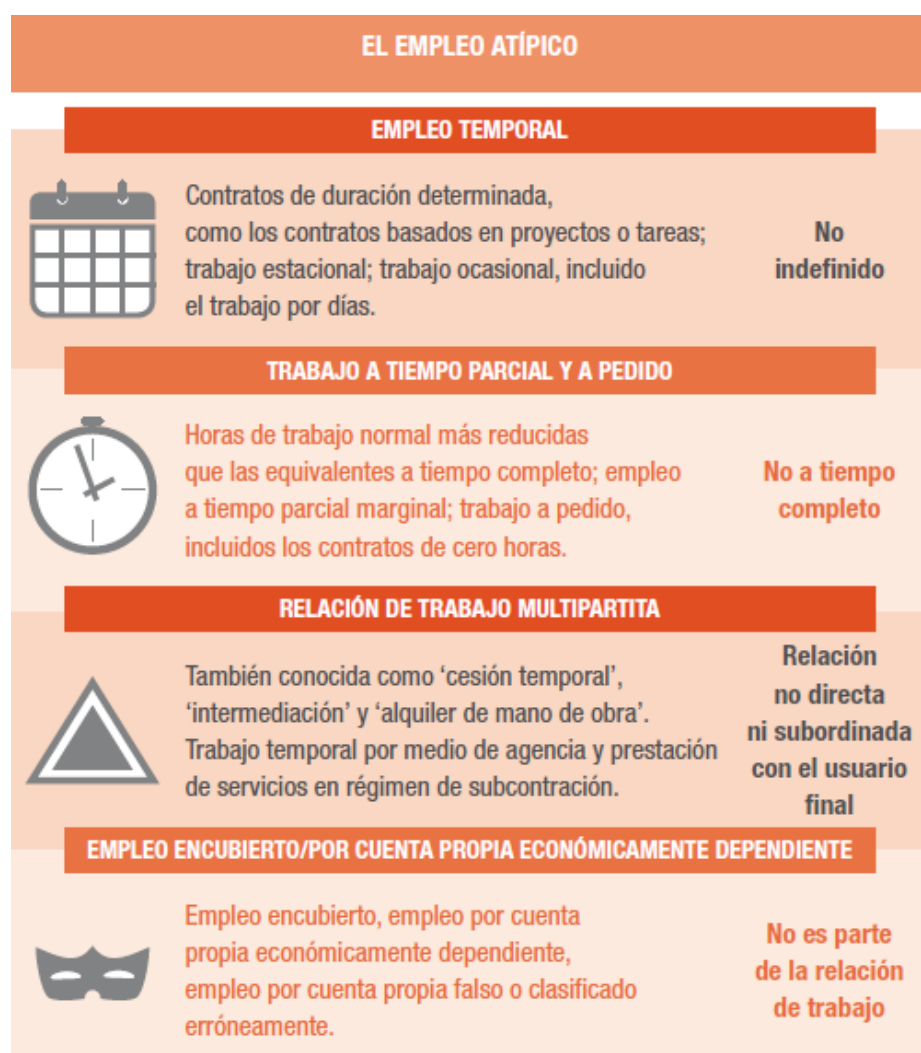 EL EMPLEO ATÍPICO
EMPLEO TEMPORAL
Contratos de duración determinada,
como los contratos basados en proyectos o tareas;
trabajo estacional; trabajo ocasional, incluido
el trabajo por días.
No
indefinido
TRABAJO A TIEMPO PARCIAL Y A PEDIDO
Horas de trabajo normal más reducidas
que las equivalentes a tiempo completo; empleo
a tiempo parcial marginal; trabajo a pedido,
incluidos los contratos de cero horas.
No a tiempo
completo
RELACIÓN DE TRABAJO MULTIPARTITA
También conocida como ‘cesión temporal’,
‘intermediación’ y ‘alquiler de mano de obra’.
Trabajo temporal por medio de agencia y prestación
de servicios en régimen de subcontración.
Relación
no directa
ni subordinada
con el usuario
final
EMPLEO ENCUBIERTO/POR CUENTA PROPIA ECONÓMICAMENTE DEPENDIENTE
Empleo encubierto, empleo por cuenta
propia económicamente dependiente,
empleo por cuenta propia falso o clasificado
erróneamente.
No es parte
de la relación
de trabajo